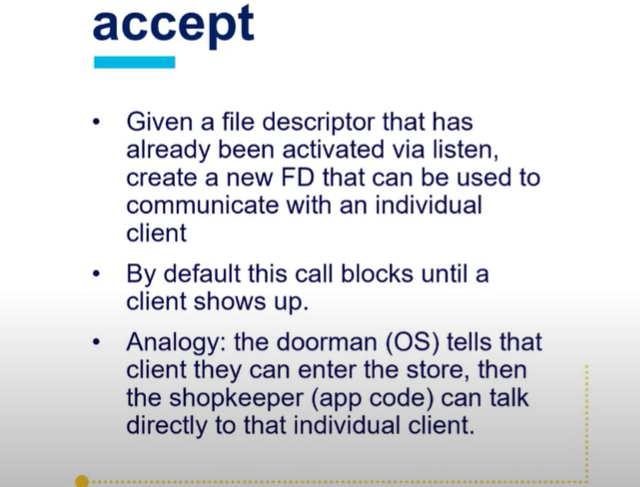 accept
• Given a file descriptor that has
already been activated via listen,
create a new FD that can be used to
communicate with an individual
client
• By default this call blocks until a
client shows up.
• Analogy: the doorman (OS) tells that
client they can enter the store, then
the shopkeeper (app code) can talk
directly to that individual client.